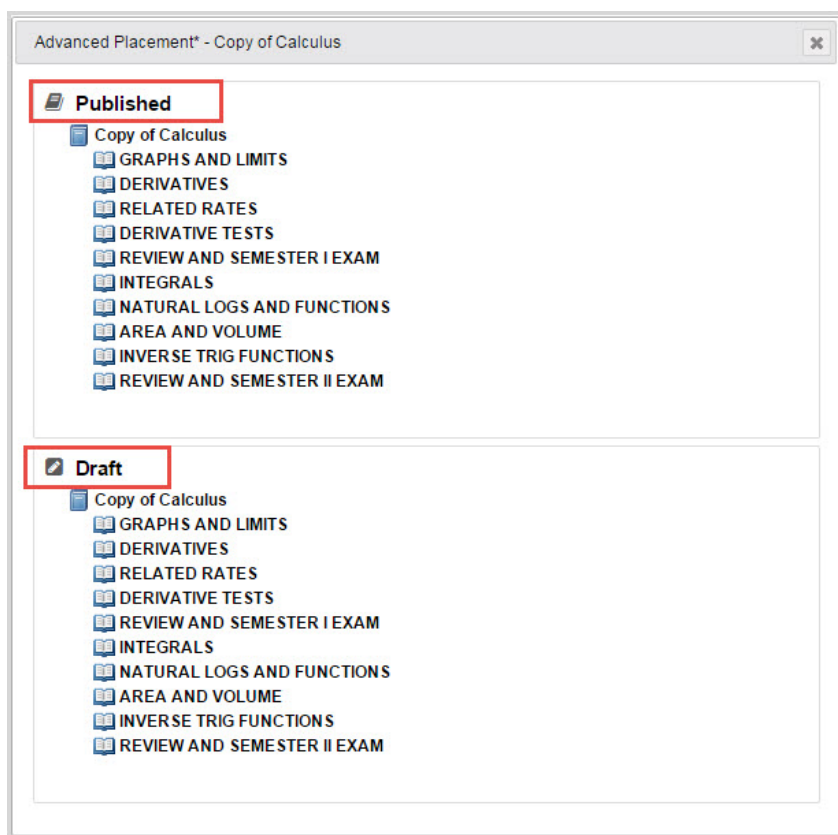 Advanced Placement* - Copy of Calculus
Published
Copy of Calculus
GRAPHS AND LIMITS
DERIVATIVES
RELATED RATES
DERIVATIVE TESTS
REVIEW AND SEMESTER I EXAM
INTEGRALS
NATURAL LOGS AND FUNCTIONS
AREA AND VOLUME
INVERSE TRIG FUNCTIONS
REVIEW AND SEMESTER II EXAM
Draft
Copy of Calculus
GRAPHS AND LIMITS
DERIVATIVES
RELATED RATES
DERIVATIVE TESTS
REVIEW AND SEMESTER I EXAM
INTEGRALS
NATURAL LOGS AND FUNCTIONS
AREA AND VOLUME
INVERSE TRIG FUNCTIONS
REVIEW AND SEMESTER II EXAM